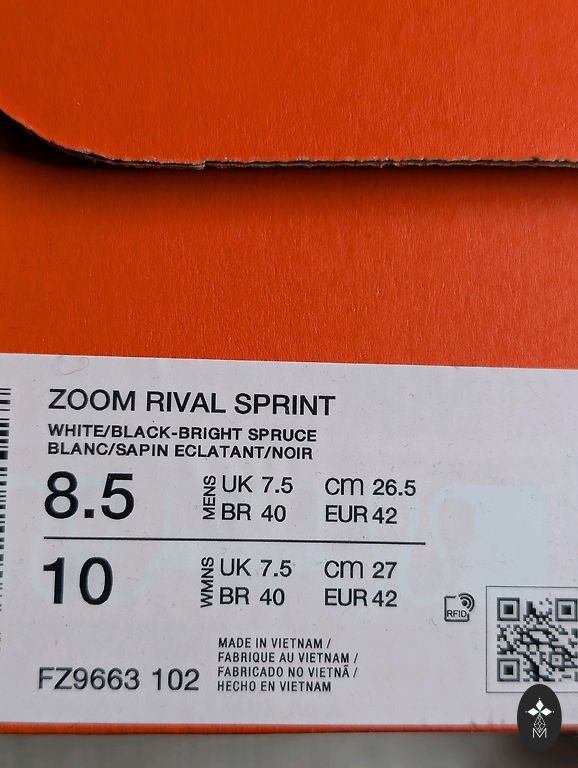 ZOOM RIVAL SPRINT
WHITE/BLACK-BRIGHT SPRUCE
BLANC/SAPIN ECLATANT/NOIR
8.5 MENS UK 7.5 cm 26.5
BR 40 EUR 42
10 WMNS UK 7.5 cm 27
BR 40 EUR 42
RFID
MADE IN VIETNAM /
FABRIQUE AU VIETNAM /
FABRICADO NO VIETNÃ /
HECHO EN VIETNAM
FZ9663 102
M